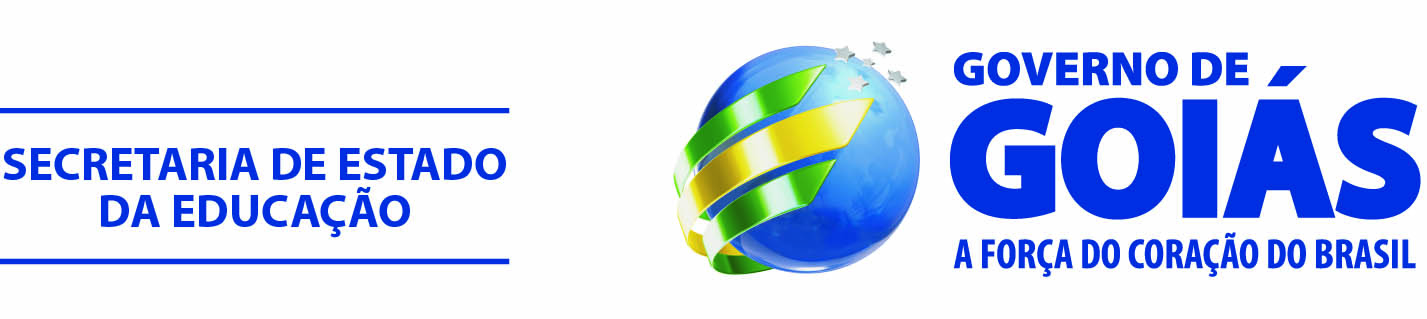 SECRETARIA DE ESTADO
DA EDUCAÇÃO
GOVERNO DE
GOIÁS
A FORÇA DO CORAÇÃO DO BRASIL